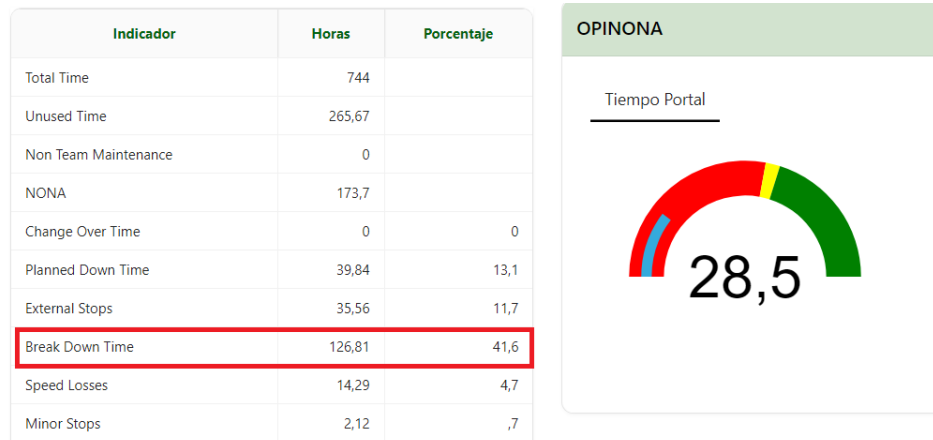 Indicador Horas Porcentaje
Total Time 744
Unused Time 265,67
Non Team Maintenance 0
NONA 173,7
Change Over Time 0 0
Planned Down Time 39,84 13,1
External Stops 35,56 11,7
Break Down Time 126,81 41,6
Speed Losses 14,29 4,7
Minor Stops 2,12 ,7
OPINONA
Tiempo Portal
28,5